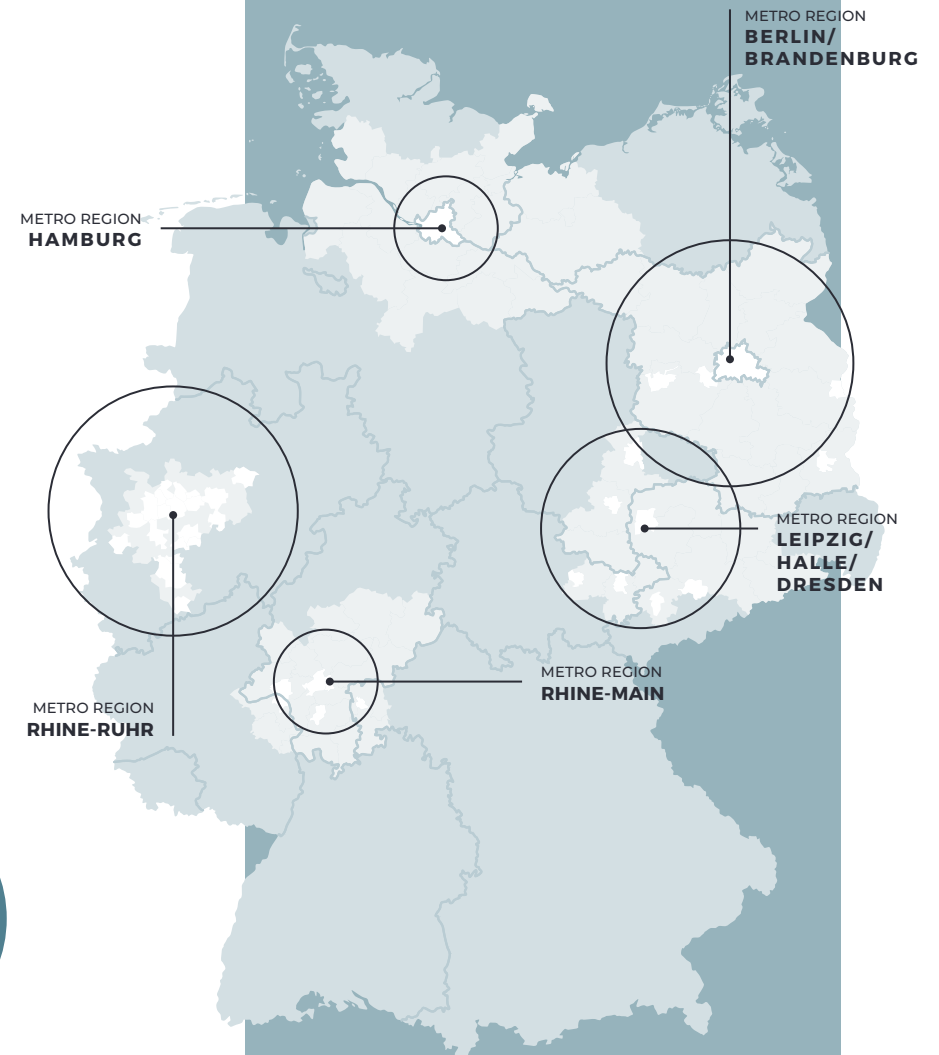 METRO REGION
BERLIN/
BRANDENBURG
METRO REGION
HAMBURG
METRO REGION
LEIPZIG/
HALLE/
DRESDEN
METRO REGION
RHINE-MAIN
METRO REGION
RHINE-RUHR